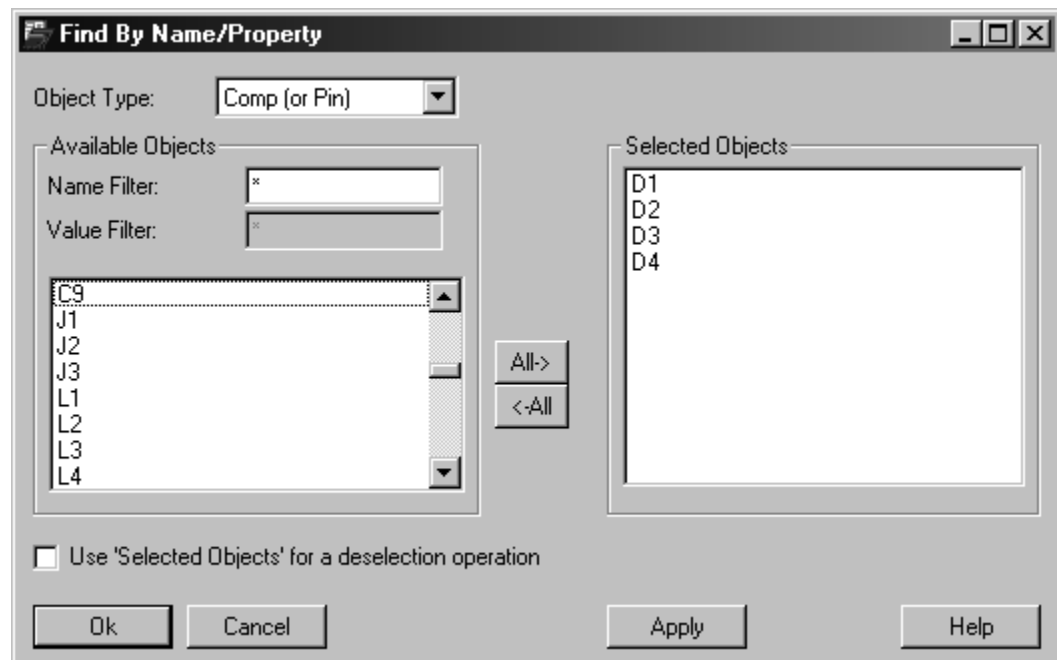 Find By Name/Property
Object Type: Comp (or Pin)
Available Objects
Name Filter: *
Value Filter: *
C9
J1
J2
J3
L1
L2
L3
L4
All->
<-All
Selected Objects
D1
D2
D3
D4
Use 'Selected Objects' for a deselection operation
Ok Cancel Apply Help